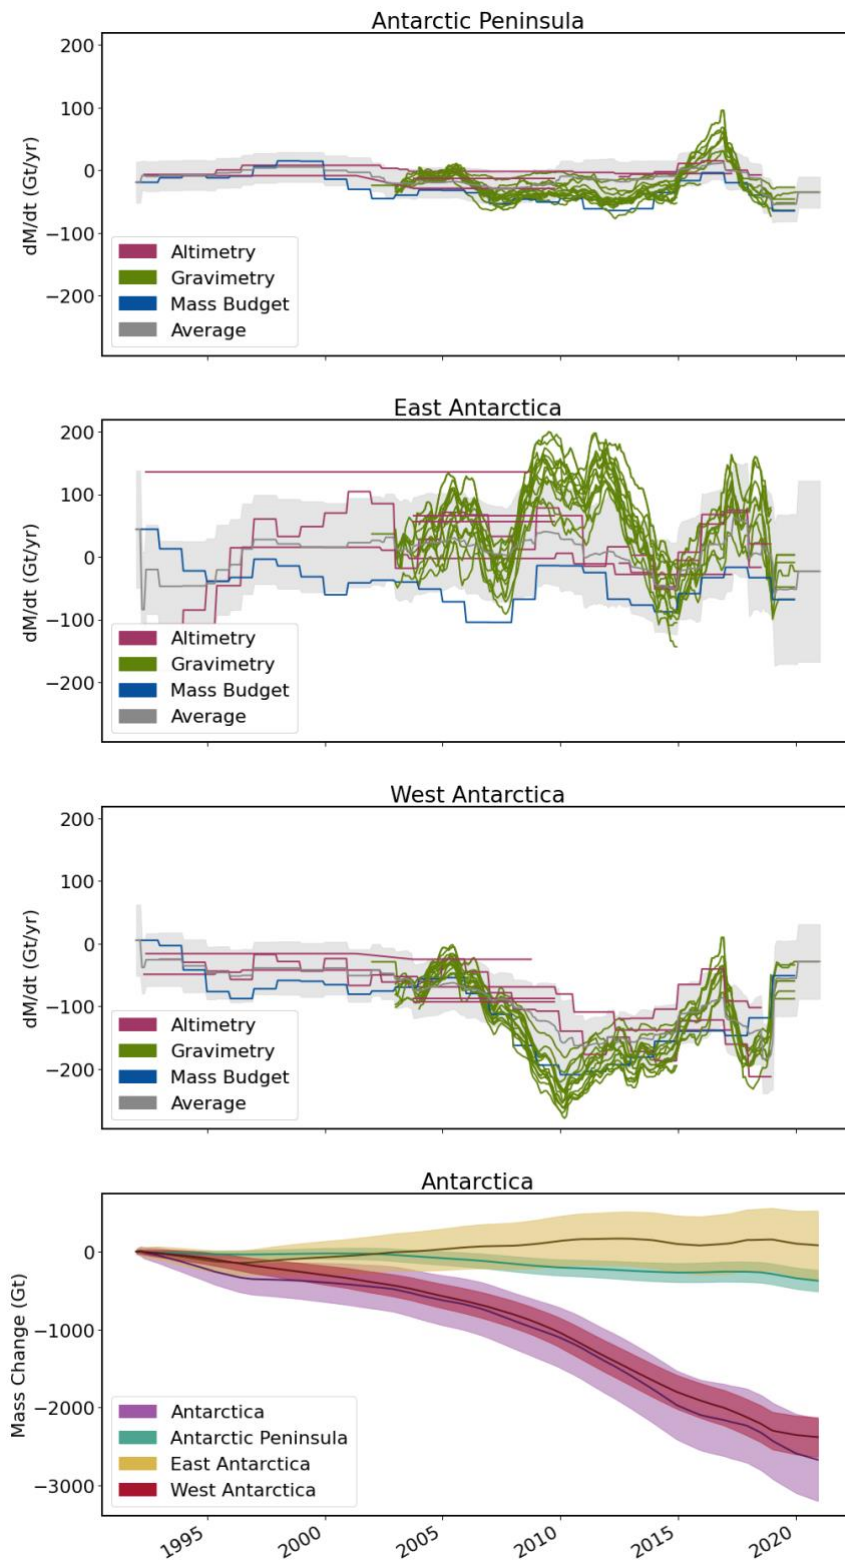 Antarctic Peninsula
200
100
0
−100
−200
dM/dt (Gt/yr)
Altimetry
Gravimetry
Mass Budget
Average
East Antarctica
200
100
0
−100
−200
dM/dt (Gt/yr)
Altimetry
Gravimetry
Mass Budget
Average
West Antarctica
200
100
0
−100
−200
dM/dt (Gt/yr)
Altimetry
Gravimetry
Mass Budget
Average
Antarctica
0
−1000
−2000
−3000
Mass Change (Gt)
Antarctica
Antarctic Peninsula
East Antarctica
West Antarctica
1995 2000 2005 2010 2015 2020